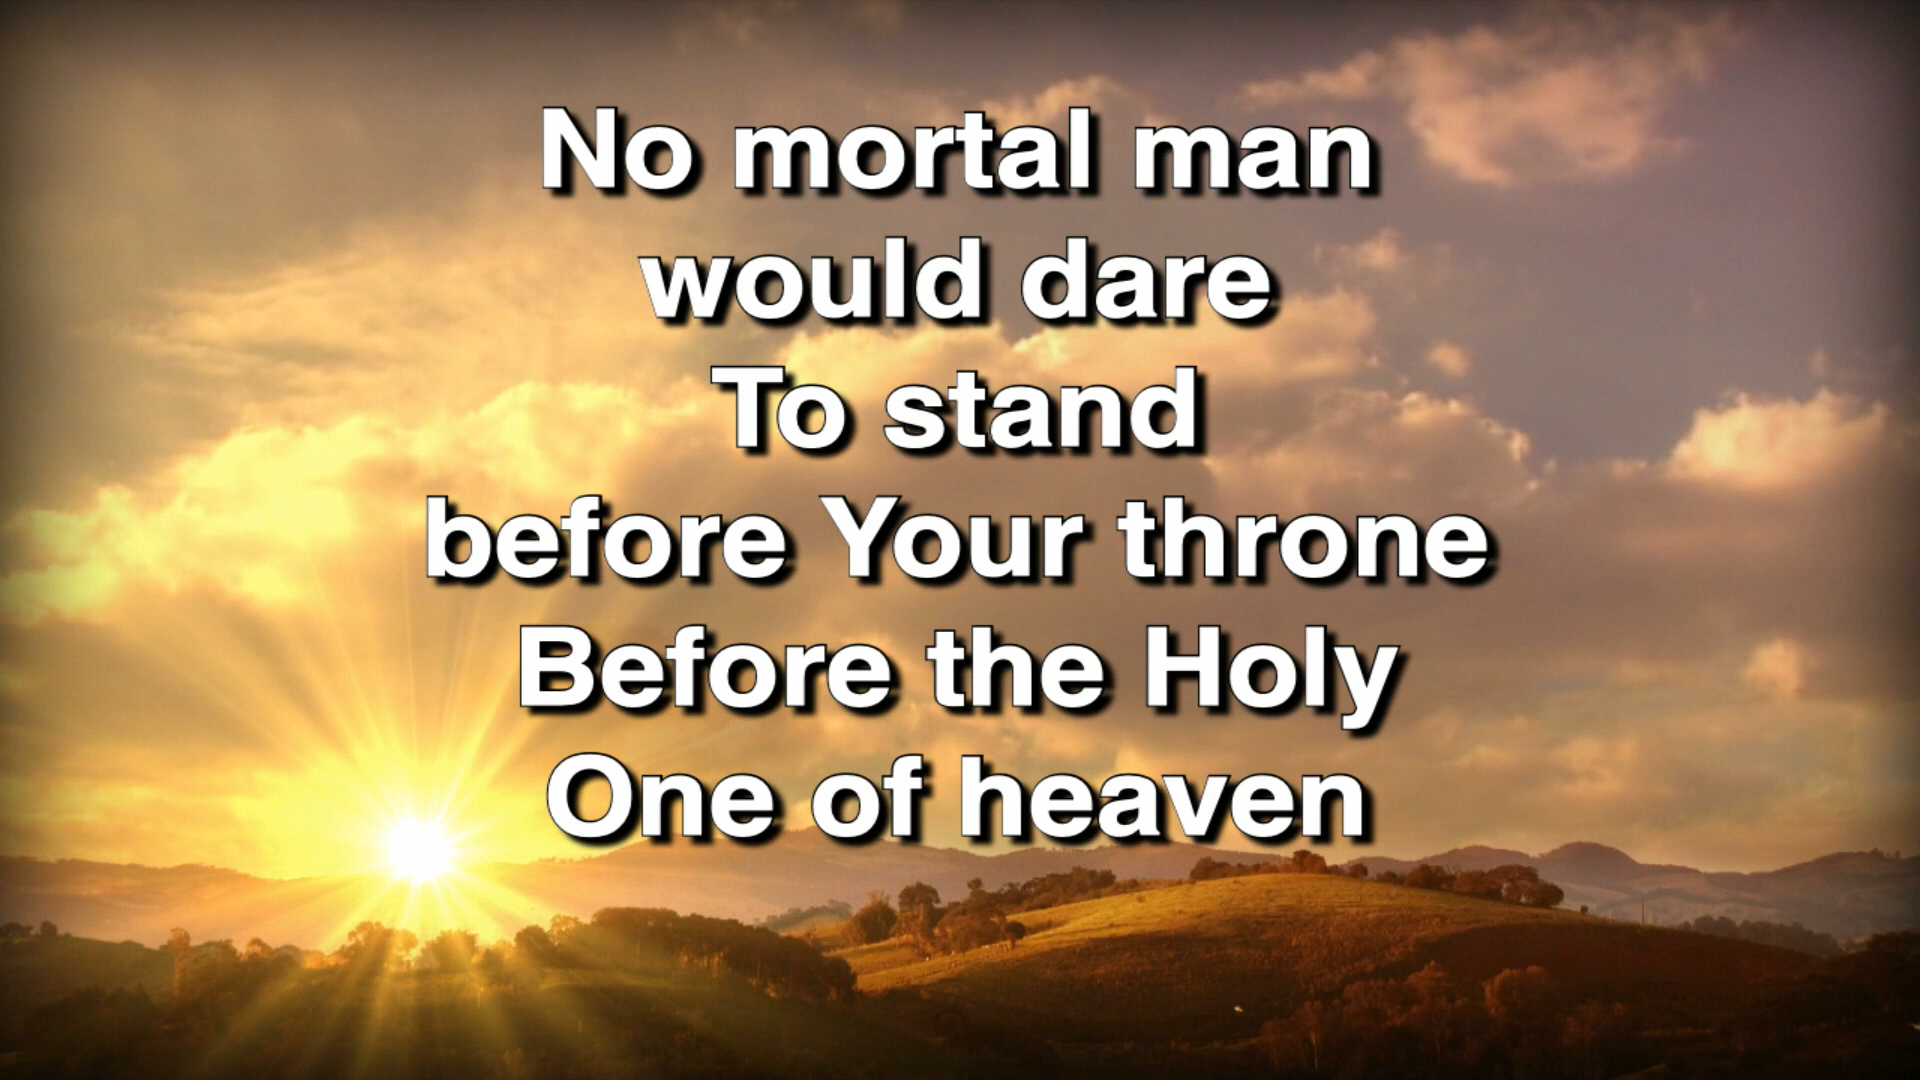 No mortal man
would dare
To stand
before Your throne
Before the Holy
One of heaven